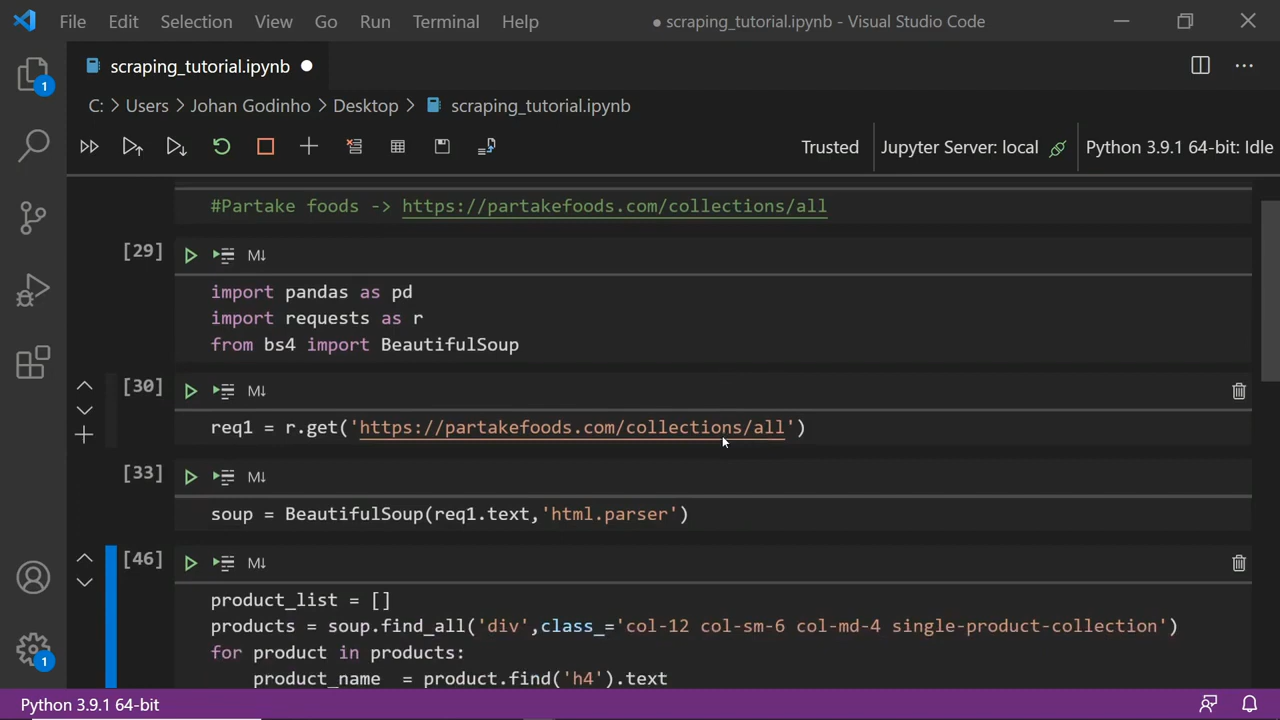 File Edit Selection View Go Run Terminal Help ● scraping_tutorial.ipynb - Visual Studio Code
scraping_tutorial.ipynb
C: > Users > Johan Godinho > Desktop > scraping_tutorial.ipynb
Trusted Jupyter Server: local Python 3.9.1 64-bit: Idle
1
#Partake foods -> https://partakefoods.com/collections/all
[29] M↓
import pandas as pd
import requests as r
from bs4 import BeautifulSoup
[30] M↓
req1 = r.get('https://partakefoods.com/collections/all')
[33] M↓
soup = BeautifulSoup(req1.text,'html.parser')
[46] M↓
product_list = []
products = soup.find_all('div',class_='col-12 col-sm-6 col-md-4 single-product-collection')
for product in products:
product_name = product.find('h4').text
1
Python 3.9.1 64-bit